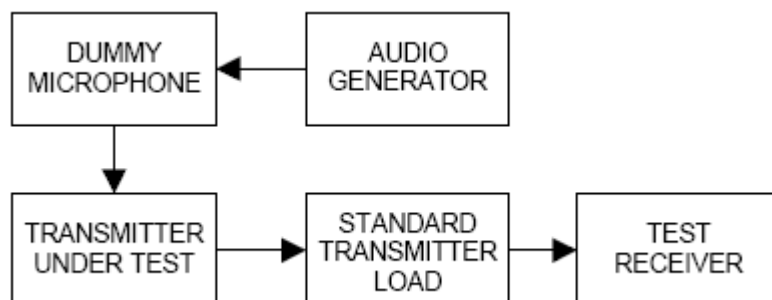 DUMMY
MICROPHONE
AUDIO
GENERATOR
TRANSMITTER
UNDER TEST
STANDARD
TRANSMITTER
LOAD
TEST
RECEIVER